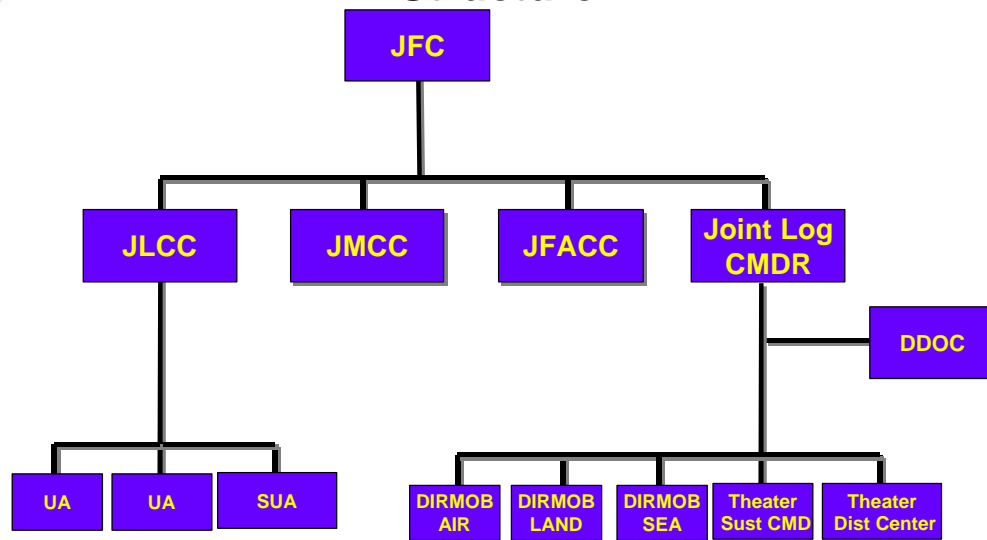 JFC
JLCC
JMCC
JFACC
Joint Log
CMDR
DDOC
UA
UA
SUA
DIRMOB
AIR
DIRMOB
LAND
DIRMOB
SEA
Theater
Sust CMD
Theater
Dist Center